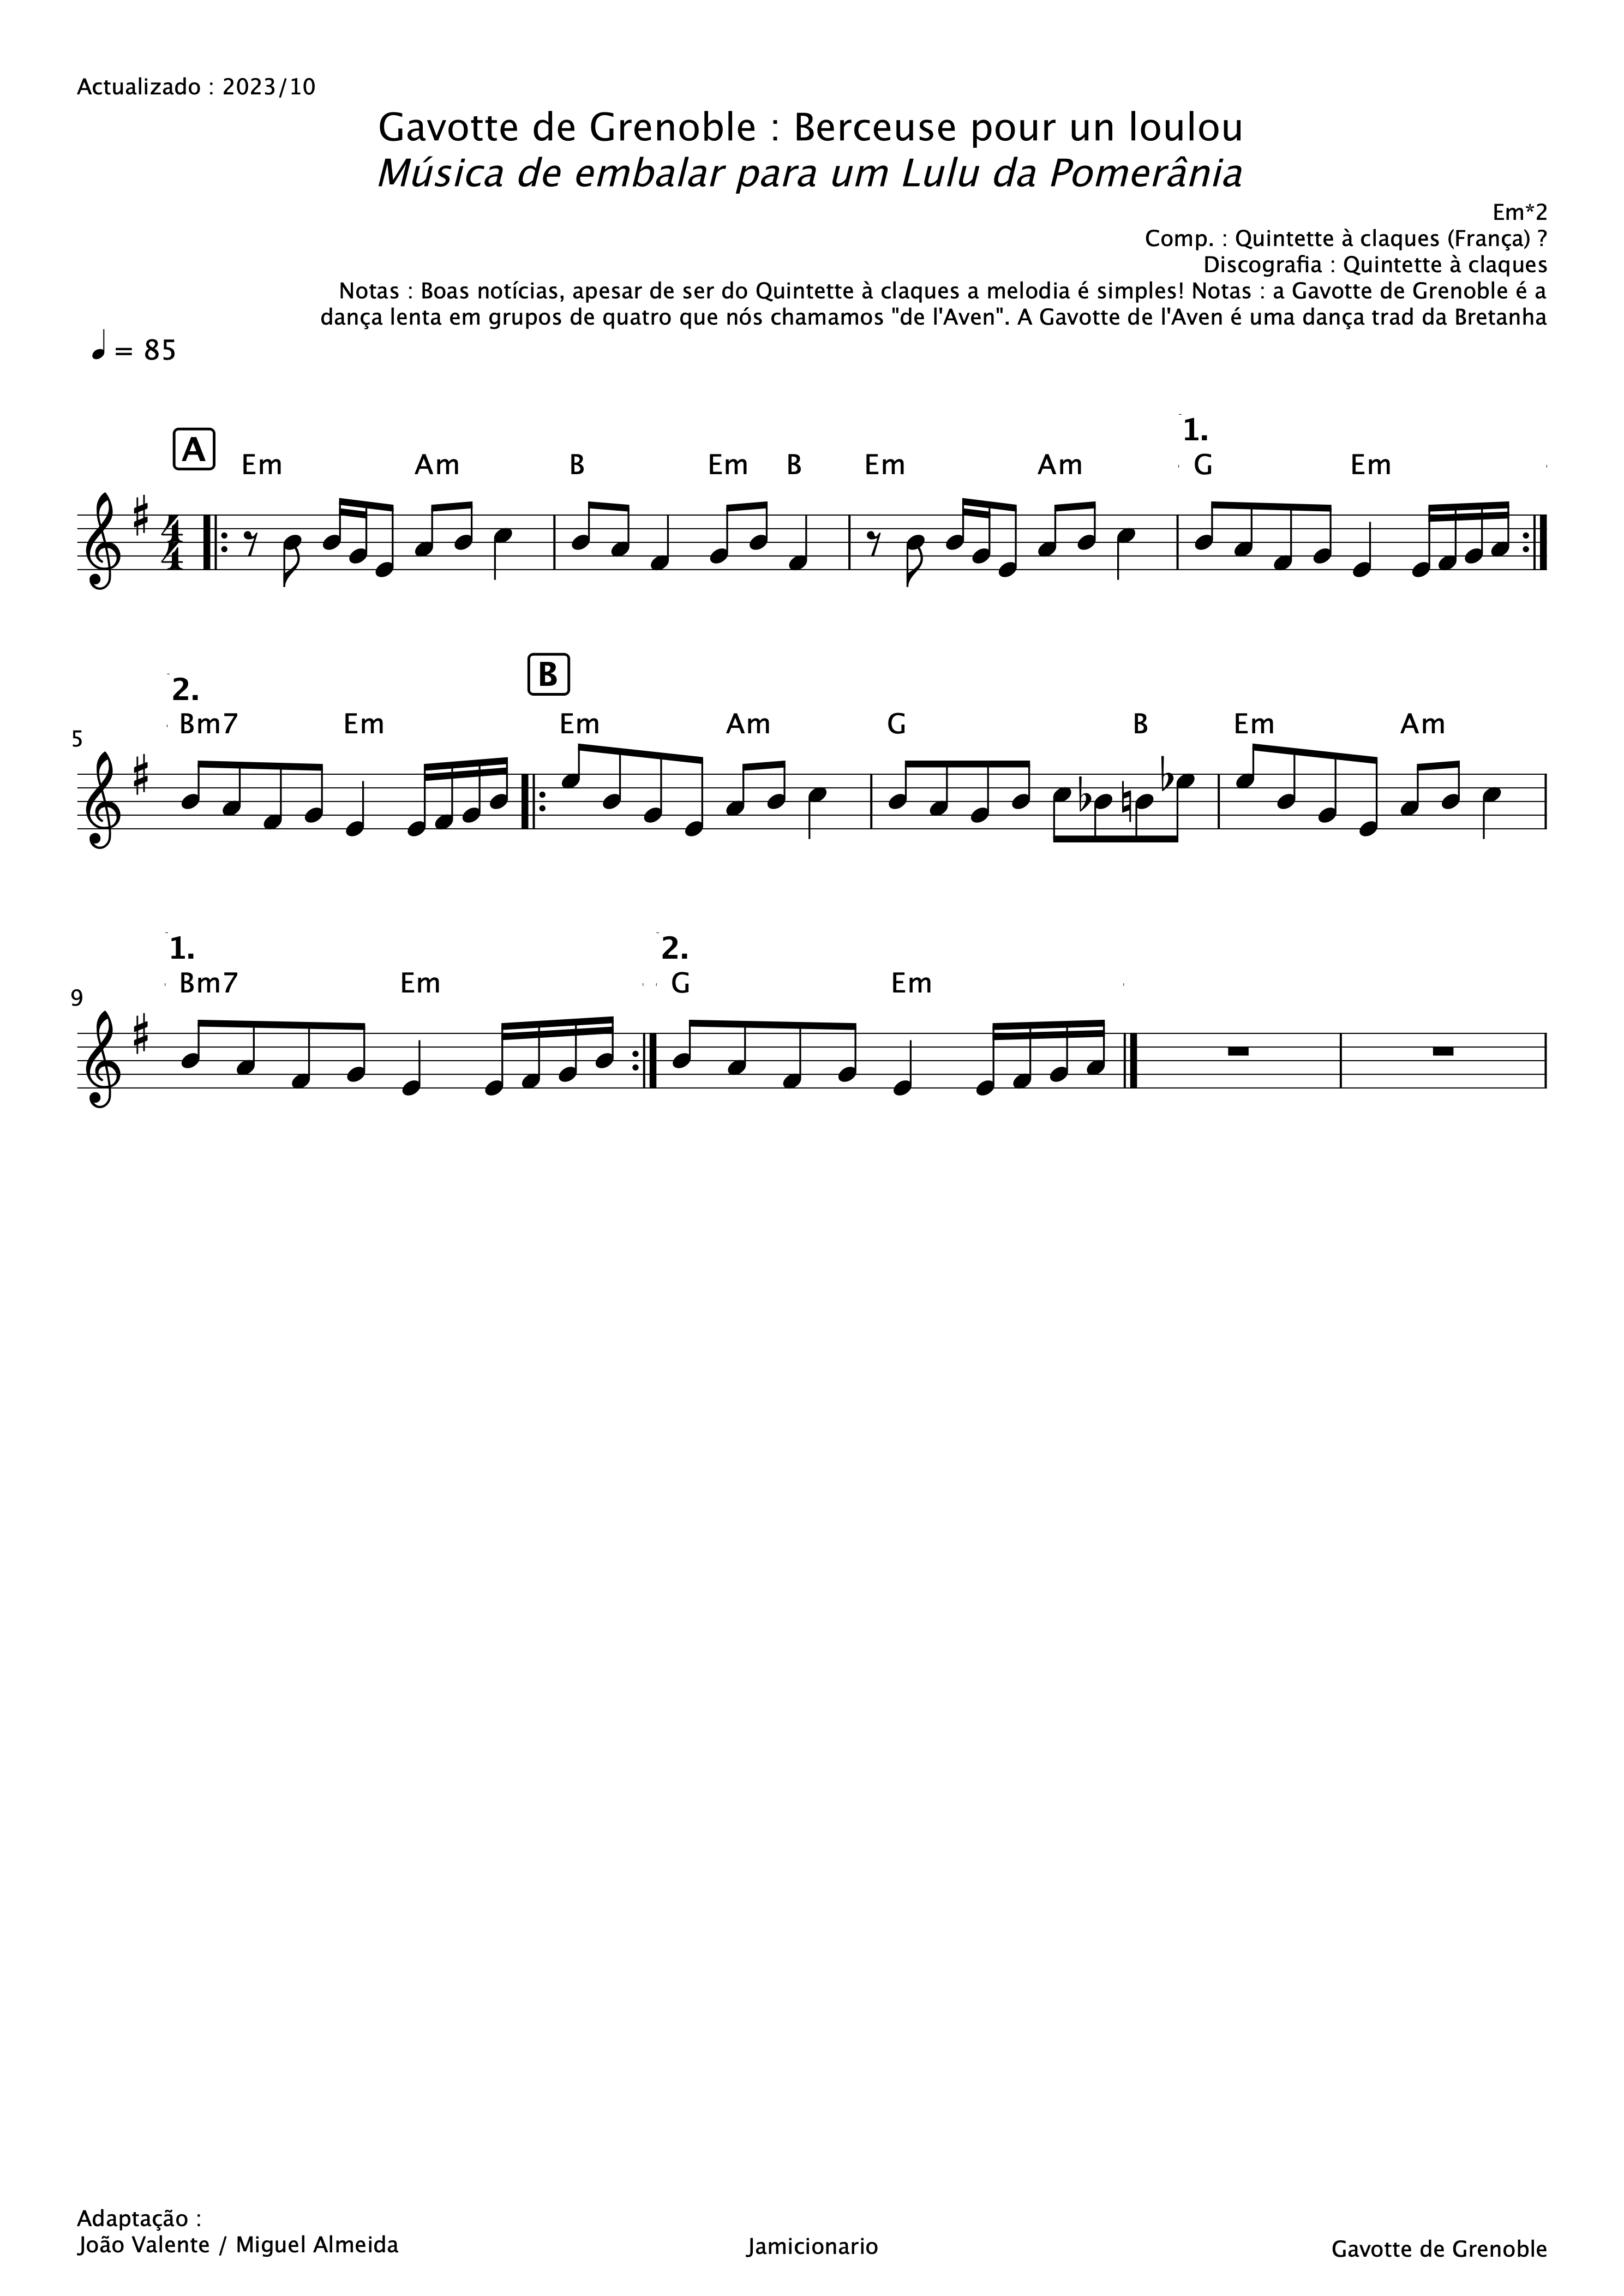 Actualizado : 2023/10
Gavotte de Grenoble : Berceuse pour un loulou
Música de embalar para um Lulu da Pomerânia
Em*2
Comp. : Quintette à claques (França) ?
Discografia : Quintette à claques
Notas : Boas notícias, apesar de ser do Quintette à claques a melodia é simples! Notas : a Gavotte de Grenoble é a
dança lenta em grupos de quatro que nós chamamos "de l'Aven". A Gavotte de l'Aven é uma dança trad da Bretanha
= 85
1.
A
Em Am B Em B Em Am G Em
4
4
B
2.
Bm7 Em Em Am G B Em Am
5
1. 2.
Bm7 Em G Em
9
Adaptação :
João Valente / Miguel Almeida
Jamicionario
Gavotte de Grenoble